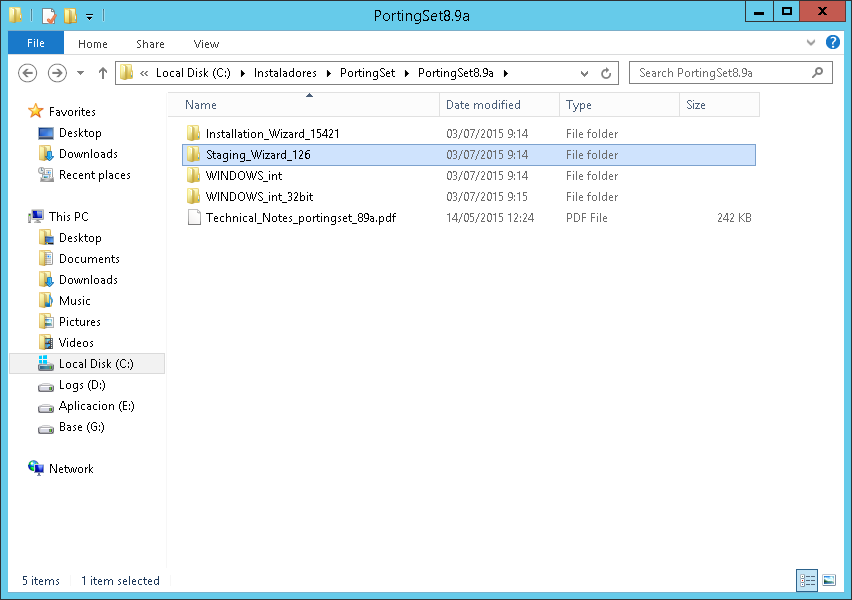 PortingSet8.9a
File Home Share View
« Local Disk (C:) Instaladores PortingSet PortingSet8.9a Search PortingSet8.9a
Favorites
Desktop
Downloads
Recent places
This PC
Desktop
Documents
Downloads
Music
Pictures
Videos
Local Disk (C:)
Logs (D:)
Aplicacion (E:)
Base (G:)
Network
Name Date modified Type Size
Installation_Wizard_15421 03/07/2015 9:14 File folder
Staging_Wizard_126 03/07/2015 9:14 File folder
WINDOWS_int 03/07/2015 9:14 File folder
WINDOWS_int_32bit 03/07/2015 9:15 File folder
Technical_Notes_portingset_89a.pdf 14/05/2015 12:24 PDF File 242 KB
5 items 1 item selected